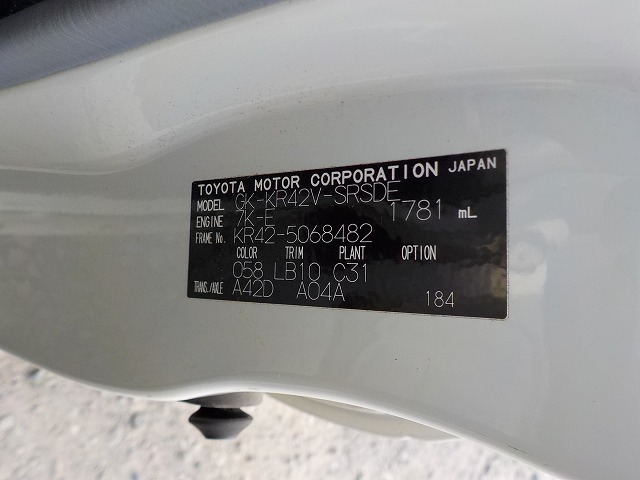 TOYOTA MOTOR CORPORATION JAPAN
MODEL GK-KR42V-SRSDE
ENGINE 7K-E 1781 mL
FRAME No. KR42-5068482
COLOR TRIM PLANT OPTION
058 LB10 C31
TRANS./AXLE A42D A04A 184